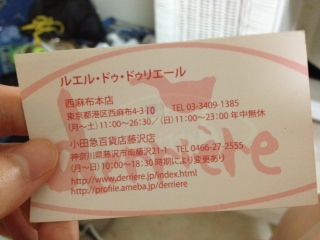 ルエル・ドゥ・ドゥリエール
西麻布本店
東京都港区西麻布4-3-10 TEL 03-3409-1385
(月〜土)11:00〜26:30/(日)11:00〜23:00 年中無休
小田急百貨店藤沢店
神奈川県藤沢市南藤沢21-1 TEL 0466-27-2555
(月〜日)10:00〜18:30 時期により変更あり
http://www.derriere.jp/index.html
http://profile.ameba.jp/derriere